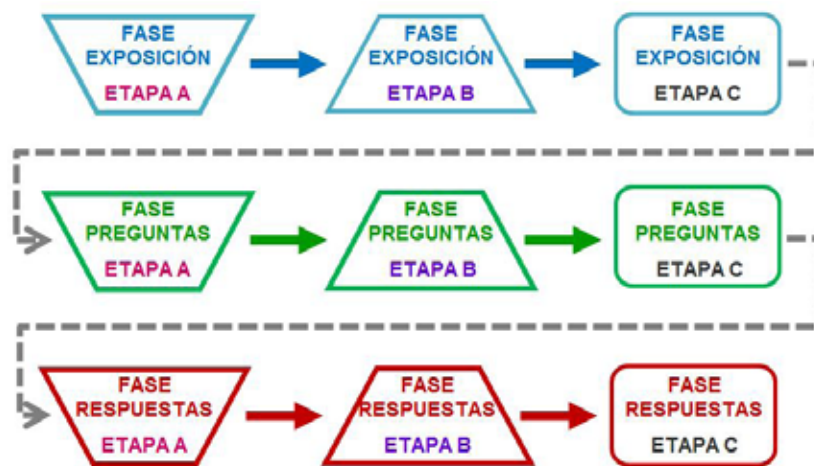 FASE
EXPOSICIÓN
ETAPA A
FASE
EXPOSICIÓN
ETAPA B
FASE
EXPOSICIÓN
ETAPA C
FASE
PREGUNTAS
ETAPA A
FASE
PREGUNTAS
ETAPA B
FASE
PREGUNTAS
ETAPA C
FASE
RESPUESTAS
ETAPA A
FASE
RESPUESTAS
ETAPA B
FASE
RESPUESTAS
ETAPA C